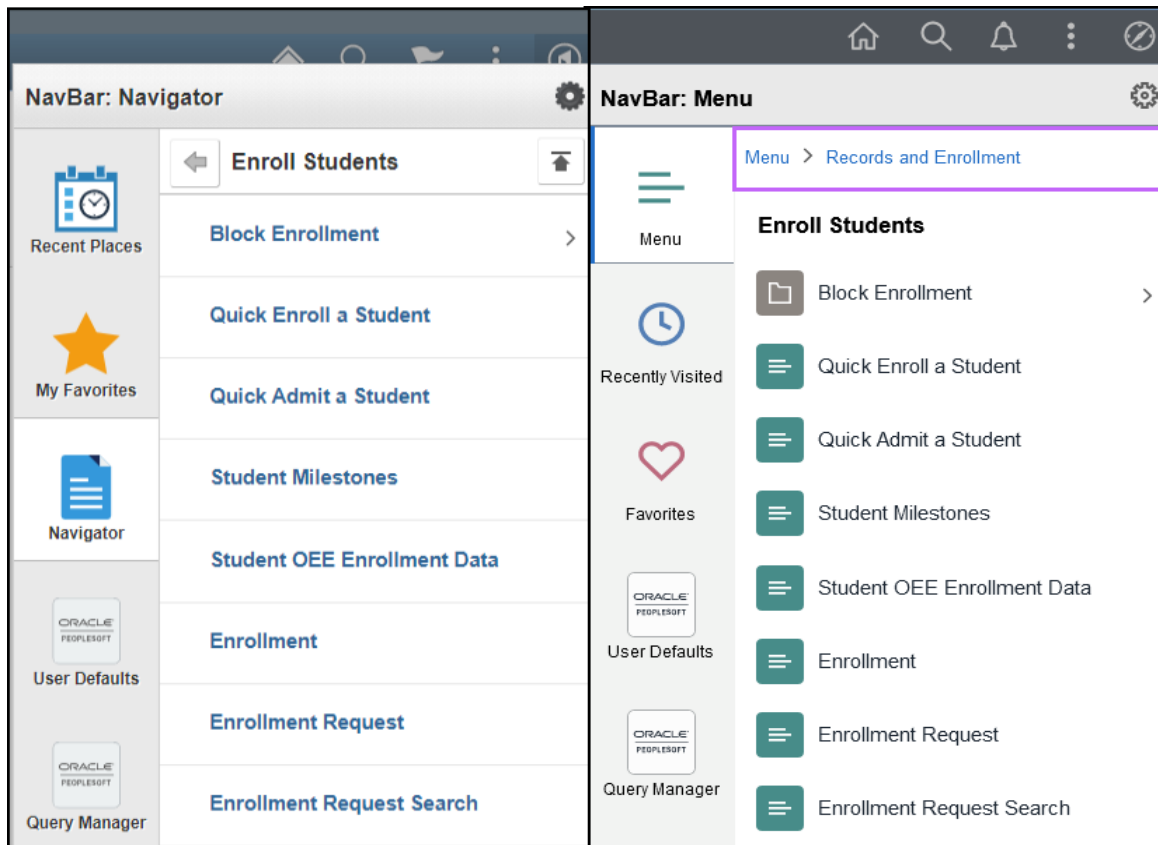 NavBar: Navigator
Recent Places
My Favorites
Navigator
ORACLE
PEOPLESOFT
User Defaults
ORACLE
PEOPLESOFT
Query Manager
Enroll Students
Block Enrollment
Quick Enroll a Student
Quick Admit a Student
Student Milestones
Student OEE Enrollment Data
Enrollment
Enrollment Request
Enrollment Request Search
NavBar: Menu
Menu
Recently Visited
Favorites
ORACLE
PEOPLESOFT
User Defaults
ORACLE
PEOPLESOFT
Query Manager
Menu > Records and Enrollment
Enroll Students
Block Enrollment
Quick Enroll a Student
Quick Admit a Student
Student Milestones
Student OEE Enrollment Data
Enrollment
Enrollment Request
Enrollment Request Search